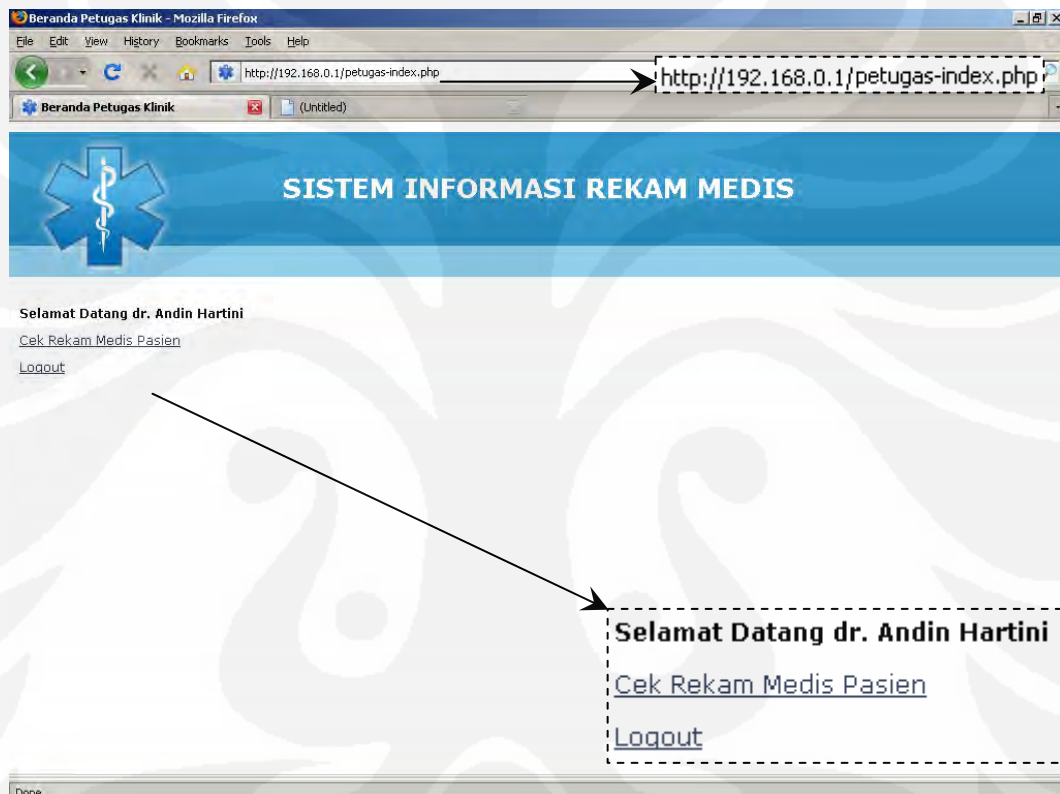 Beranda Petugas Klinik - Mozilla Firefox
File Edit View History Bookmarks Tools Help
http://192.168.0.1/petugas-index.php
http://192.168.0.1/petugas-index.php
Beranda Petugas Klinik
(Untitled)
SISTEM INFORMASI REKAM MEDIS
Selamat Datang dr. Andin Hartini
Cek Rekam Medis Pasien
Logout
Selamat Datang dr. Andin Hartini
Cek Rekam Medis Pasien
Logout
Done